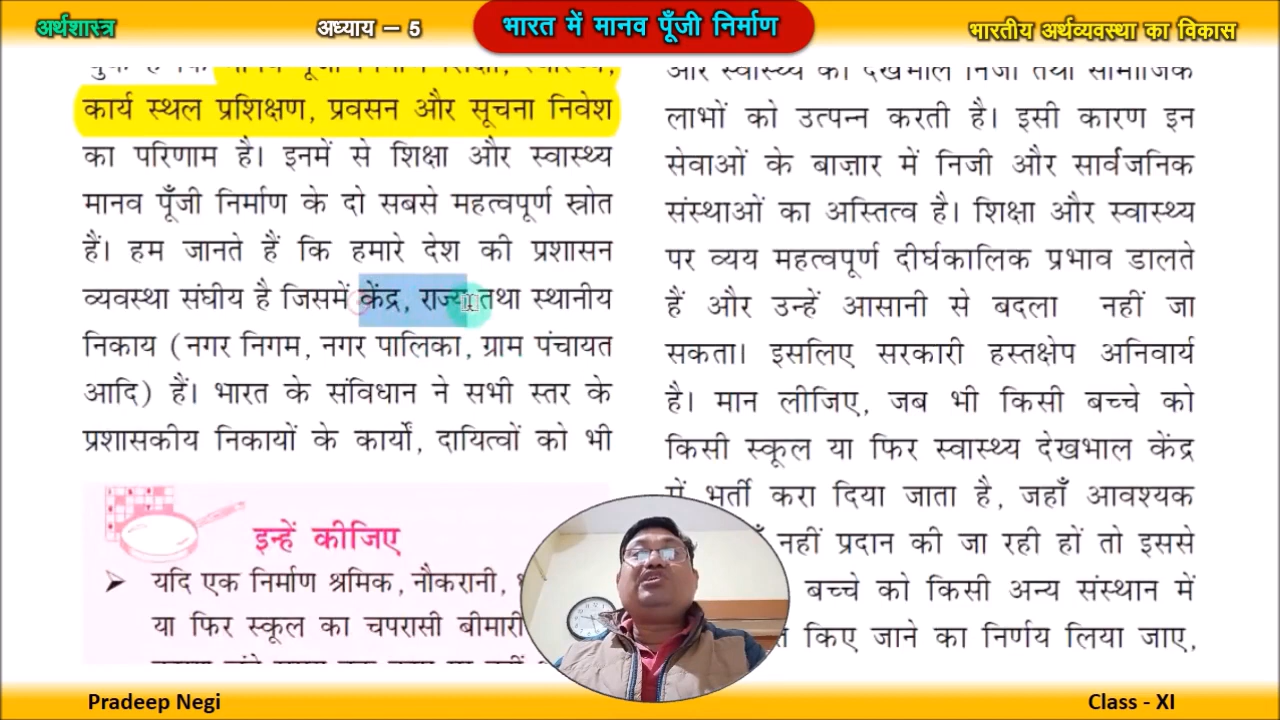 अर्थशास्त्र
अध्याय – 5
भारत में मानव पूँजी निर्माण
भारतीय अर्थव्यवस्था का विकास
कार्य स्थल प्रशिक्षण, प्रवसन और सूचना निवेश
का परिणाम है। इनमें से शिक्षा और स्वास्थ्य
मानव पूँजी निर्माण के दो सबसे महत्वपूर्ण स्रोत
हैं। हम जानते हैं कि हमारे देश की प्रशासन
व्यवस्था संघीय है जिसमें केंद्र, राज्य तथा स्थानीय
निकाय (नगर निगम, नगर पालिका, ग्राम पंचायत
आदि) हैं। भारत के संविधान ने सभी स्तर के
प्रशासकीय निकायों के कार्यों, दायित्वों को भी
इन्हें कीजिए
➤ यदि एक निर्माण श्रमिक, नौकरानी,
या फिर स्कूल का चपरासी बीमारी
और स्वास्थ्य की देखभाल निजी तथा सामाजिक
लाभों को उत्पन्न करती है। इसी कारण इन
सेवाओं के बाज़ार में निजी और सार्वजनिक
संस्थाओं का अस्तित्व है। शिक्षा और स्वास्थ्य
पर व्यय महत्वपूर्ण दीर्घकालिक प्रभाव डालते
हैं और उन्हें आसानी से बदला नहीं जा
सकता। इसलिए सरकारी हस्तक्षेप अनिवार्य
है। मान लीजिए, जब भी किसी बच्चे को
किसी स्कूल या फिर स्वास्थ्य देखभाल केंद्र
में भर्ती करा दिया जाता है, जहाँ आवश्यक
नहीं प्रदान की जा रही हों तो इससे
बच्चे को किसी अन्य संस्थान में
किए जाने का निर्णय लिया जाए,
Pradeep Negi
Class - XI